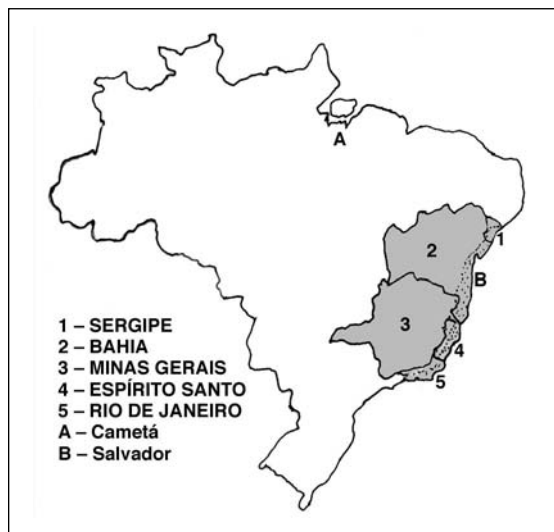 A
1
2
B
3
4
5
1 – SERGIPE
2 – BAHIA
3 – MINAS GERAIS
4 – ESPÍRITO SANTO
5 – RIO DE JANEIRO
A – Cametá
B – Salvador